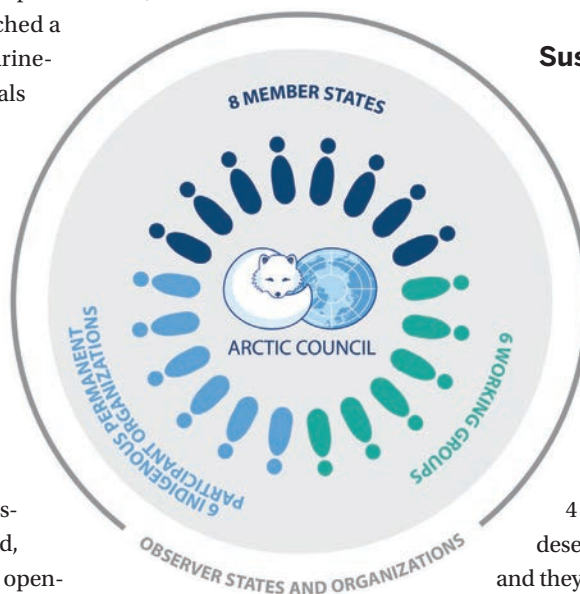 ched a
rine-
als
Sus
8 MEMBER STATES
ARCTIC COUNCIL
6 INDIGENOUS PERMANENT
PARTICIPANT ORGANIZATIONS
6 WORKING GROUPS
OBSERVER STATES AND ORGANIZATIONS
s-
d,
open-
4
dese
and they